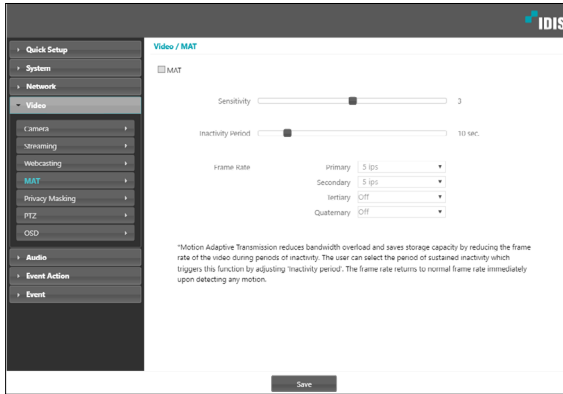 IDIS
Quick Setup
System
Network
Video
Camera
Streaming
Webcasting
MAT
Privacy Masking
PTZ
OSD
Audio
Event Action
Event
Video / MAT
MAT
Sensitivity 0
Inactivity Period 10 sec.
Frame-Rate Primary 5 ips
Secondary 5 ips
Tertiary Off
Quaternary Off
*Motion Adaptive Transmission reduces bandwidth overload and saves storage capacity by reducing the frame
rate of the video during periods of inactivity. The user can select the period of sustained inactivity which
triggers this function by adjusting 'Inactivity period'. The frame rate returns to normal frame rate immediately
upon detecting any motion.
Save